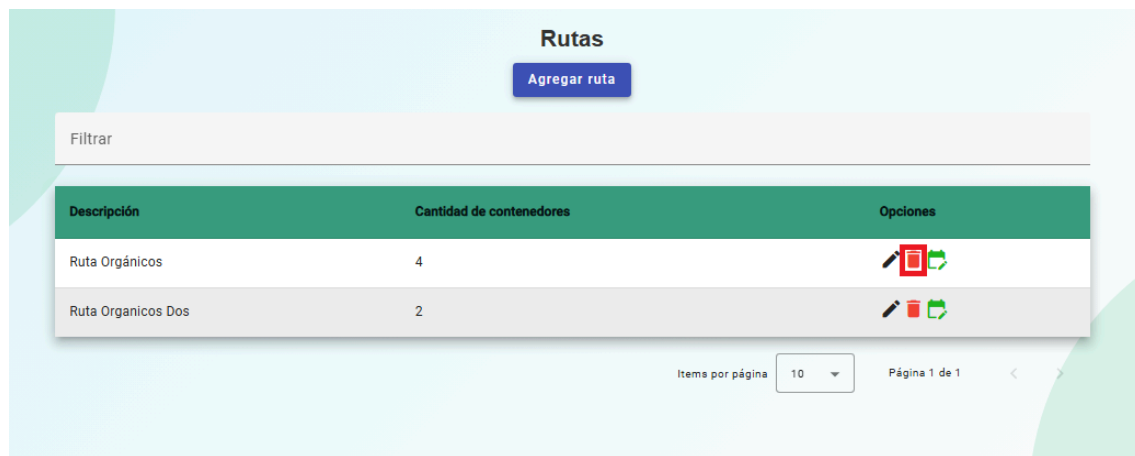 Rutas
Agregar ruta
Filtrar
Descripción Cantidad de contenedores Opciones
Ruta Orgánicos 4
Ruta Organicos Dos 2
Items por página 10 Página 1 de 1